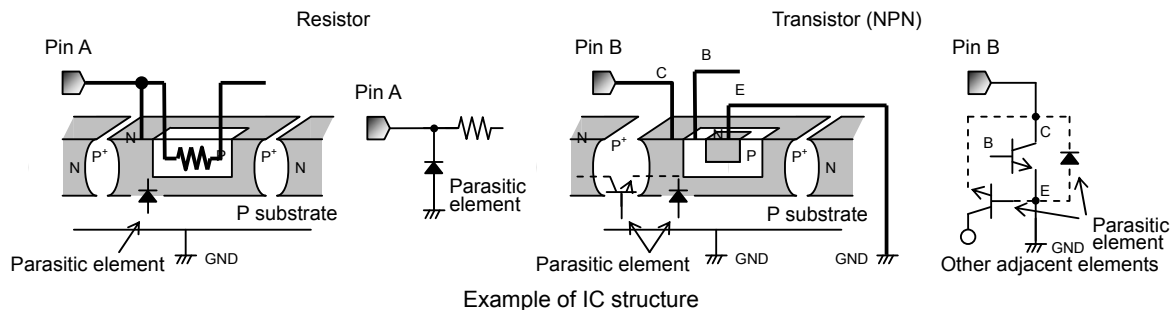 Resistor
Transistor (NPN)
Pin A
Pin A
Pin B
Pin B
C
B
E
N
P+
P
P+
N
N
P+
N
P
P+
N
C
B
E
Parasitic
element
P substrate
P substrate
Parasitic
element
GND
GND
GND
GND
Parasitic element
Parasitic element
Other adjacent elements
Example of IC structure